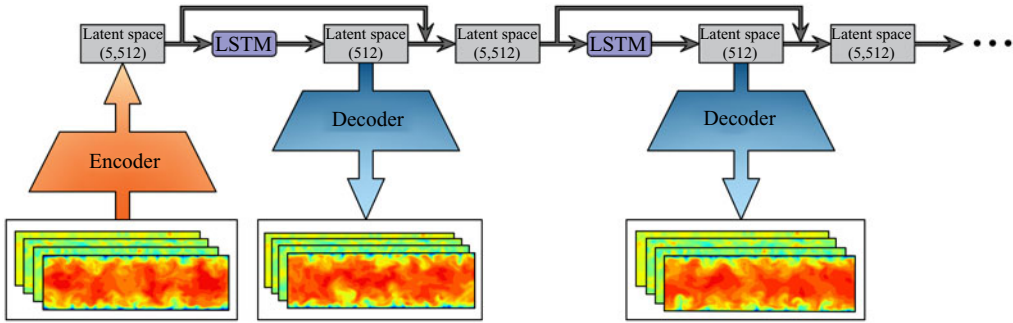 Latent space
(5,512)
LSTM
Latent space
(512)
Latent space
(5,512)
LSTM
Latent space
(512)
Latent space
(5,512)
Encoder
Decoder
Decoder